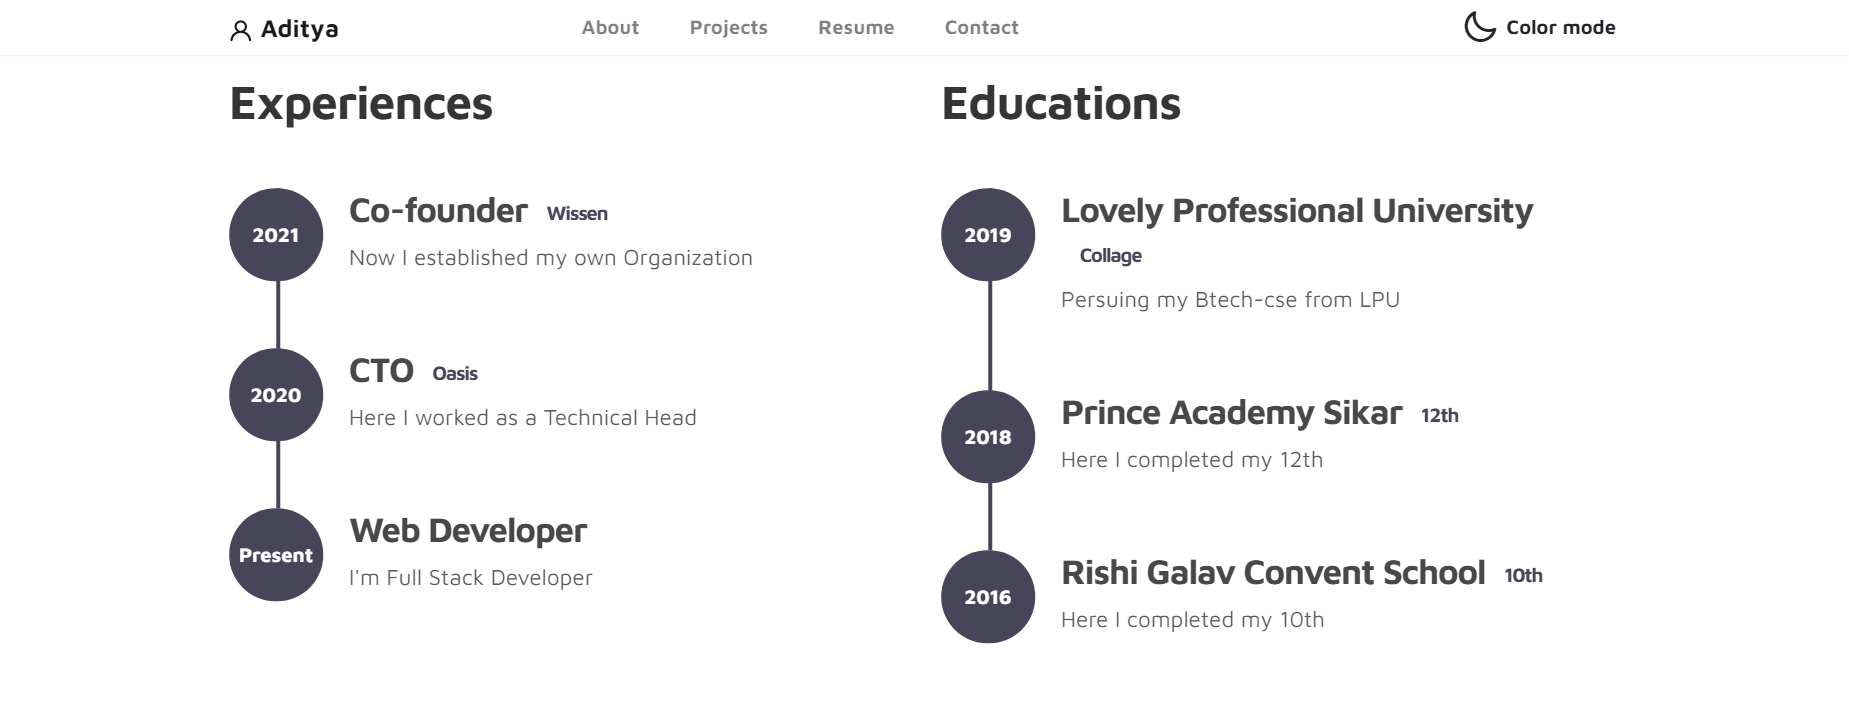 Aditya
About Projects Resume Contact
Color mode
Experiences
2021
Co-founder Wissen
Now I established my own Organization
2020
CTO Oasis
Here I worked as a Technical Head
Present
Web Developer
I'm Full Stack Developer
Educations
2019
Lovely Professional University
Collage
Persuing my Btech-cse from LPU
2018
Prince Academy Sikar 12th
Here I completed my 12th
2016
Rishi Galav Convent School 10th
Here I completed my 10th